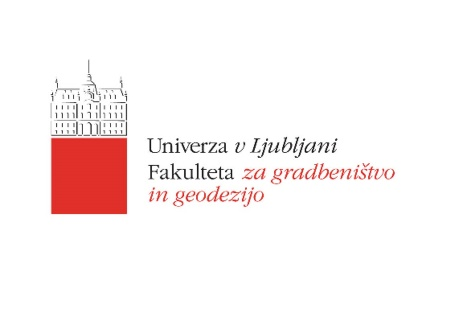 Univerza v Ljubljani
Fakulteta za gradbeništvo
in geodezijo